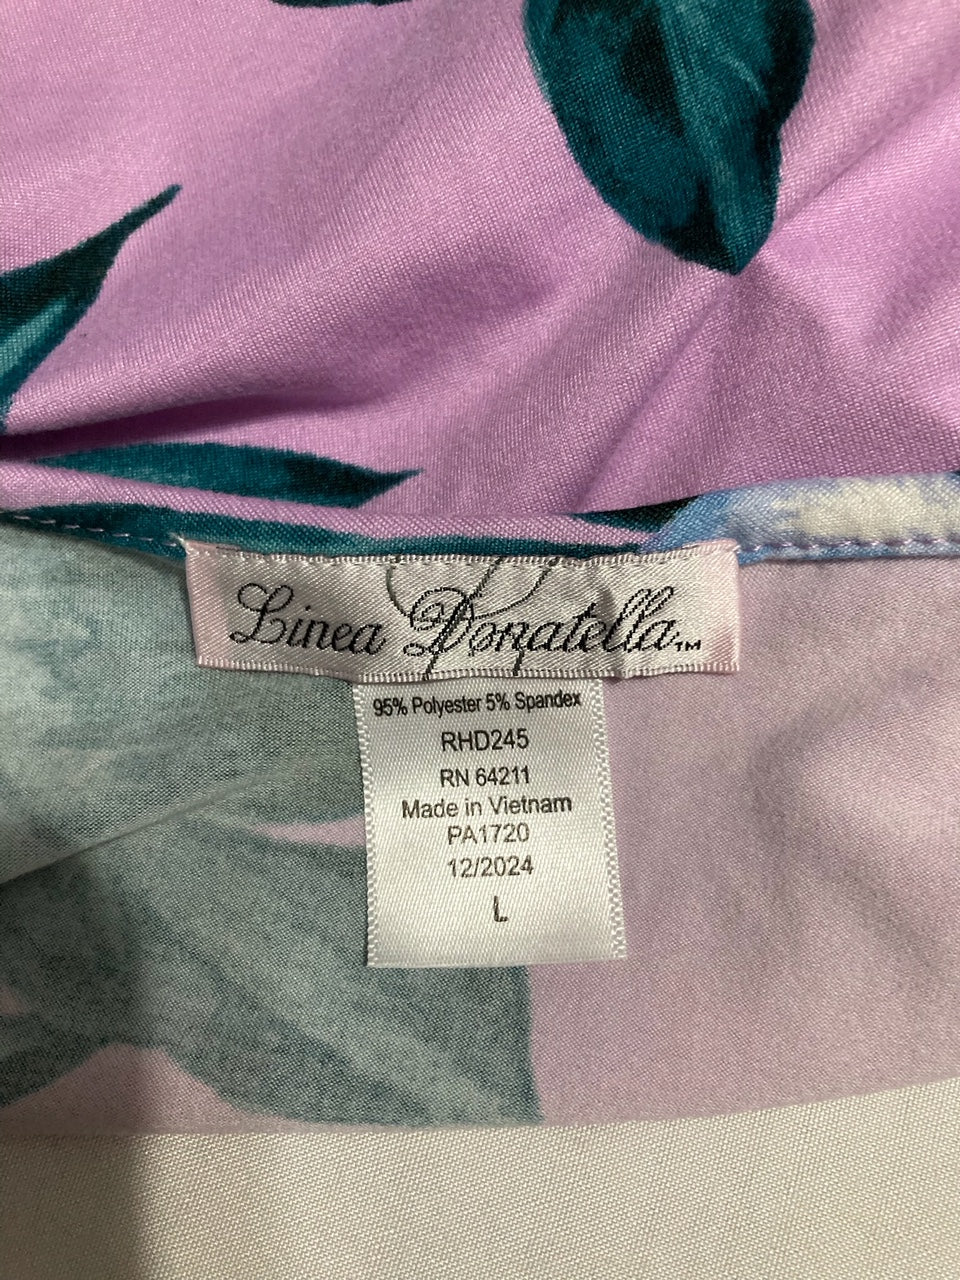 Linea Donatella™
95% Polyester 5% Spandex
RHD245
RN 64211
Made in Vietnam
PA1720
12/2024
L